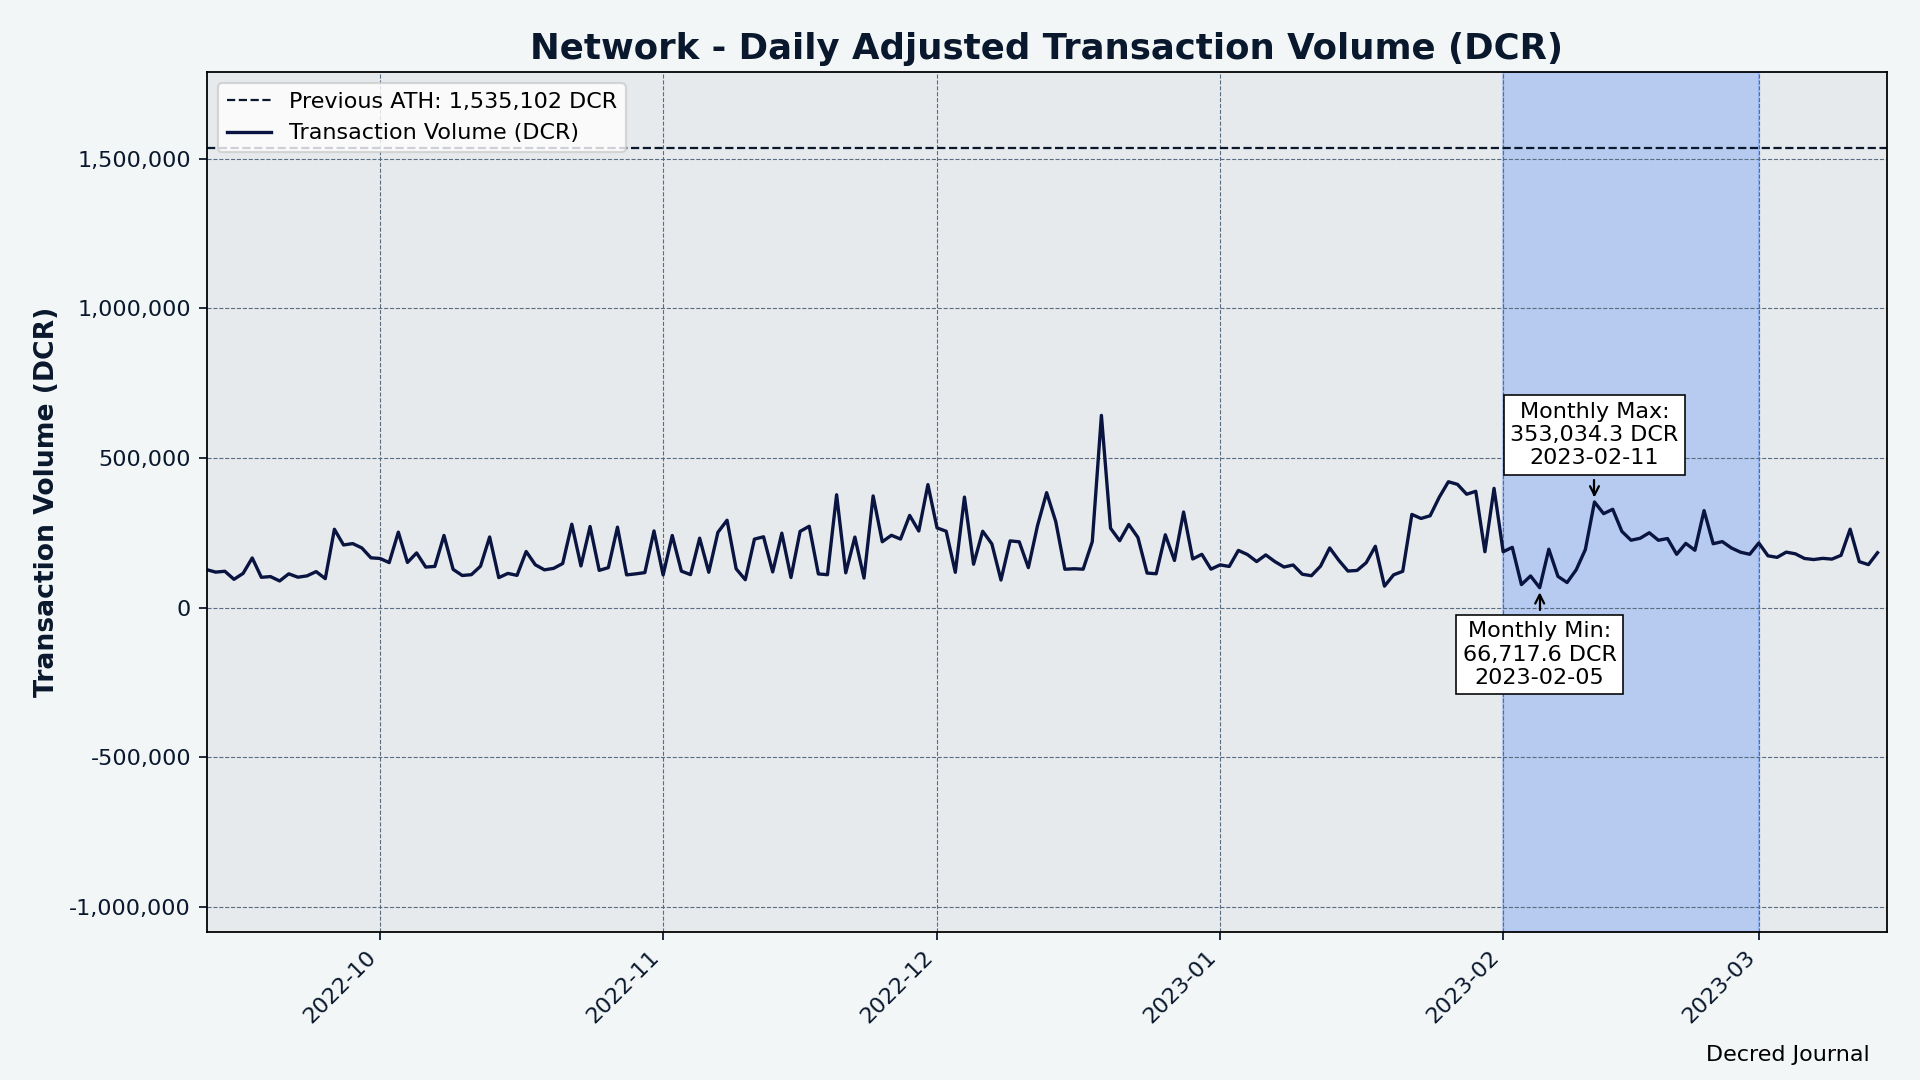 Network - Daily Adjusted Transaction Volume (DCR)
Previous ATH: 1,535,102 DCR
Transaction Volume (DCR)
Transaction Volume (DCR)
1,500,000
1,000,000
500,000
0
-500,000
-1,000,000
Monthly Max:
353,034.3 DCR
2023-02-11
Monthly Min:
66,717.6 DCR
2023-02-05
2022-10
2022-11
2022-12
2023-01
2023-02
2023-03
Decred Journal